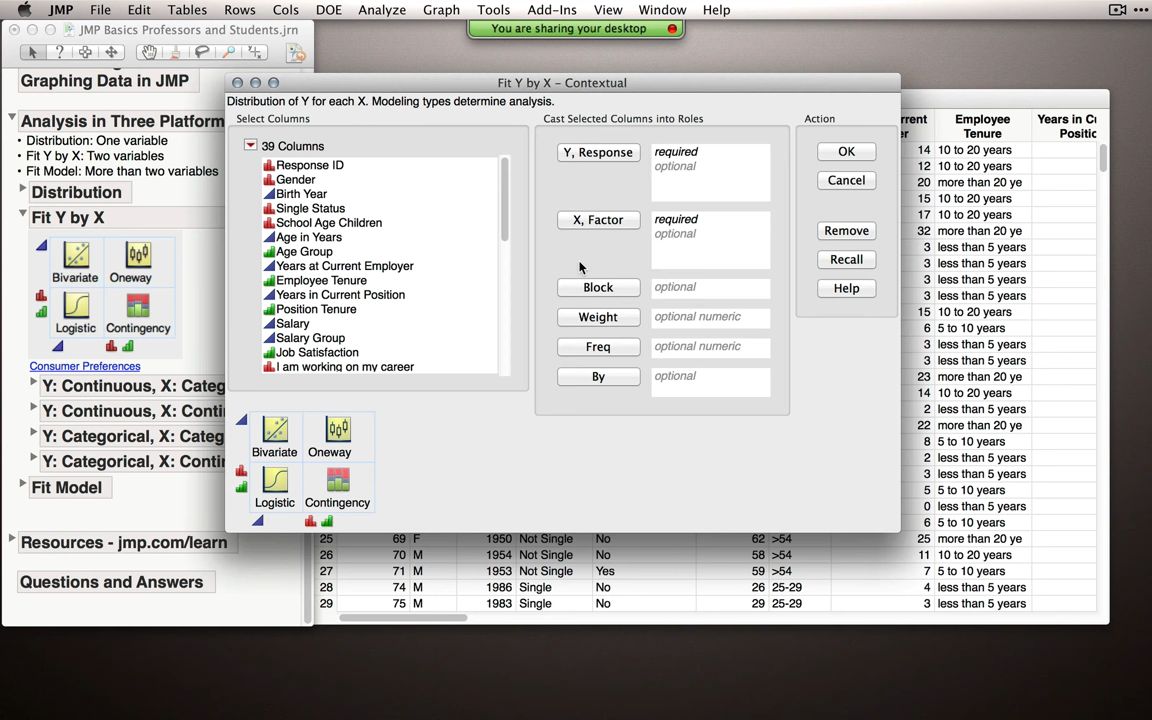 JMP File Edit Tables Rows Cols DOE Analyze Graph Tools Add-Ins View Window Help
You are sharing your desktop
JMP Basics Professors and Students.jrn
Graphing Data in JMP
Analysis in Three Platform
• Distribution: One variable
• Fit Y by X: Two variables
• Fit Model: More than two variables
Distribution
Fit Y by X
Bivariate Oneway
Logistic Contingency
Consumer Preferences
Y: Continuous, X: Categ
Y: Continuous, X: Conti
Y: Categorical, X: Categ
Y: Categorical, X: Contin
Fit Model
Resources - jmp.com/learn
Questions and Answers
Fit Y by X - Contextual
Distribution of Y for each X. Modeling types determine analysis.
Select Columns
39 Columns
Response ID
Gender
Birth Year
Single Status
School Age Children
Age in Years
Age Group
Years at Current Employer
Employee Tenure
Years in Current Position
Position Tenure
Salary
Salary Group
Job Satisfaction
I am working on my career
Bivariate Oneway
Logistic Contingency
Cast Selected Columns into Roles
Y, Response required
optional
X, Factor required
optional
Block optional
Weight optional numeric
Freq optional numeric
By optional
Action
OK
Cancel
Remove
Recall
Help
rrent Employee Years in Cu
er Tenure Positic
14 10 to 20 years
12 10 to 20 years
20 more than 20 ye
15 10 to 20 years
17 10 to 20 years
32 more than 20 ye
3 less than 5 years
3 less than 5 years
3 less than 5 years
3 less than 5 years
15 10 to 20 years
6 5 to 10 years
3 less than 5 years
3 less than 5 years
23 more than 20 ye
14 10 to 20 years
2 less than 5 years
22 more than 20 ye
8 5 to 10 years
2 less than 5 years
3 less than 5 years
5 5 to 10 years
0 less than 5 years
6 5 to 10 years
25 69 F 1950 Not Single No 62 >54 25 more than 20 ye
26 70 M 1954 Not Single No 58 >54 11 10 to 20 years
27 71 M 1953 Not Single Yes 59 >54 7 5 to 10 years
28 74 M 1986 Single No 26 25-29 4 less than 5 years
29 75 M 1983 Single No 29 25-29 3 less than 5 years